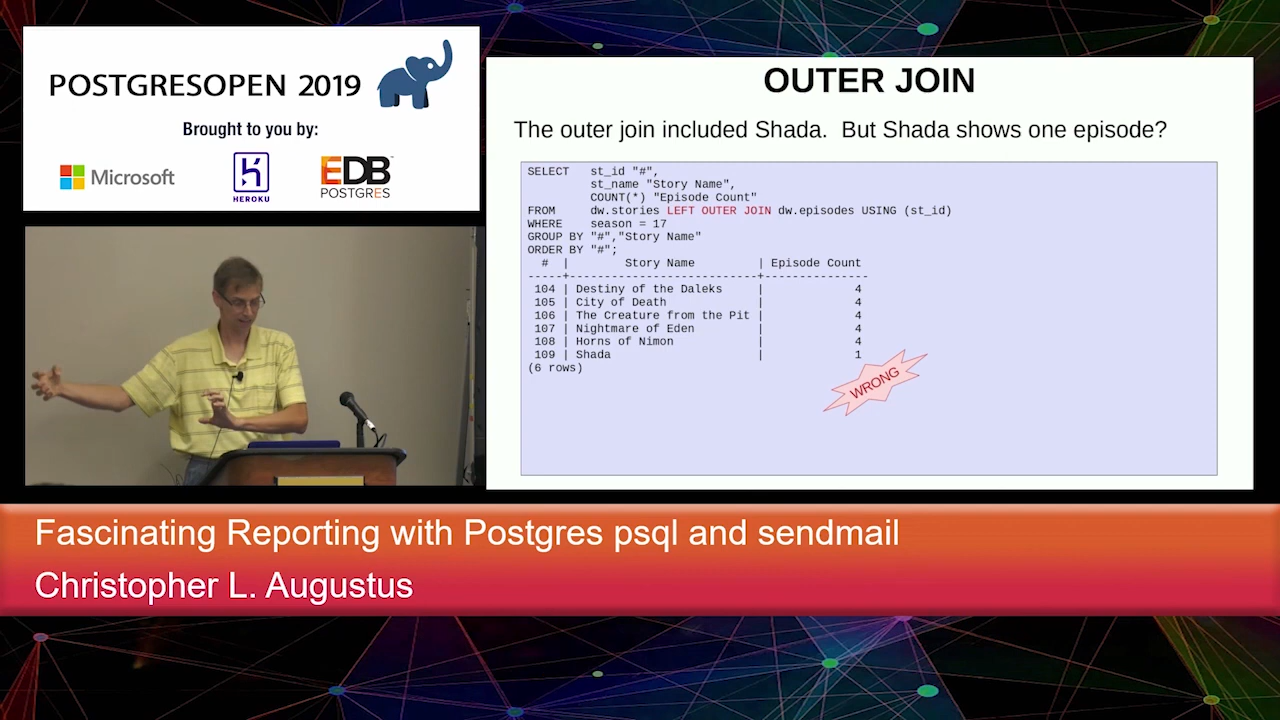 POSTGRESOPEN 2019
Brought to you by:
Microsoft
HEROKU
EDB
POSTGRES
OUTER JOIN
The outer join included Shada.  But Shada shows one episode?
SELECT   st_id "#",
         st_name "Story Name",
         COUNT(*) "Episode Count"
FROM     dw.stories LEFT OUTER JOIN dw.episodes USING (st_id)
WHERE    season = 17
GROUP BY "#","Story Name"
ORDER BY "#";
  #  |        Story Name         | Episode Count
-----+---------------------------+--------------
 104 | Destiny of the Daleks     |             4
 105 | City of Death             |             4
 106 | The Creature from the Pit |             4
 107 | Nightmare of Eden         |             4
 108 | Horns of Nimon            |             4
 109 | Shada                     |             1
(6 rows)
WRONG
Fascinating Reporting with Postgres psql and sendmail
Christopher L. Augustus